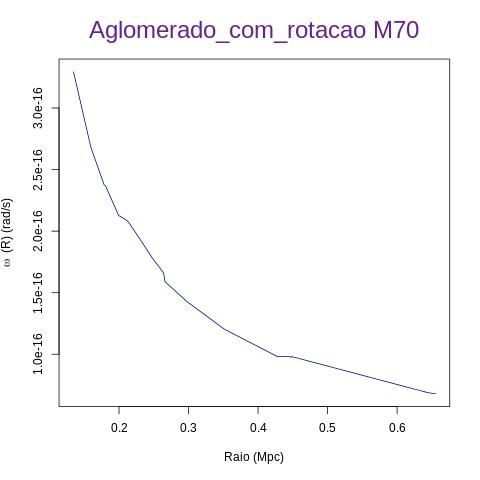 Aglomerado_com_rotacao M70
3.0e-16
2.5e-16
2.0e-16
1.5e-16
1.0e-16
ω (R) (rad/s)
0.2 0.3 0.4 0.5 0.6
Raio (Mpc)